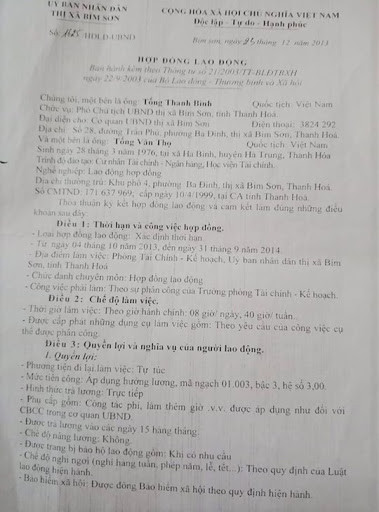 UỶ BAN NHÂN DÂN
THỊ XÃ BỈM SƠN
CỘNG HÒA XÃ HỘI CHỦ NGHĨA VIỆT NAM
Độc lập - Tự do - Hạnh phúc
Số: /HĐLĐ-UBND
Bỉm sơn, ngày 25 tháng 12 năm 2013
HỢP ĐỒNG LAO ĐỘNG
Ban hành kèm theo Thông tư số 21/2003/TT-BLĐTBXH
ngày 22/9/2003 của Bộ Lao động - Thương binh và Xã hội
Chúng tôi, một bên là ông: Tống Thanh Bình Quốc tịch: Việt Nam
Chức vụ: Phó Chủ tịch UBND thị xã Bỉm Sơn, tỉnh Thanh Hoá
Đại diện cho: Cơ quan UBND thị xã Bỉm Sơn Điện thoại: 3824 292
Địa chỉ: Số 28, đường Trần Phú, phường Ba Đình, thị xã Bỉm Sơn, Thanh Hoá
Và một bên là ông: Tống Văn Thọ Quốc tịch: Việt Nam
Sinh ngày 28 tháng 3 năm 1976, tại xã Hà Bình, huyện Hà Trung, Thanh Hóa
Trình độ đào tạo: Cử nhân Tài chính - Ngân hàng, Học viện Tài chính.
Nghề nghiệp: Lao động hợp đồng
Địa chỉ thường trú: Khu phố 4, phường Ba Đình, thị xã Bỉm Sơn, Thanh Hoá.
Số CMTND: 171 637 969; cấp ngày 10/4/1999, tại CA tỉnh Thanh Hoá.
Thỏa thuận ký kết hợp đồng lao động và cam kết làm đúng những điều
khoản sau đây:
Điều 1: Thời hạn và công việc hợp đồng.
- Loại hợp đồng lao động: Xác định thời hạn
- Từ ngày 04 tháng 10 năm 2013, đến ngày 31 tháng 9 năm 2014.
- Địa điểm làm việc: Phòng Tài Chính - Kế hoạch, Uỷ ban nhân dân thị xã Bỉm
Sơn, tỉnh Thanh Hoá
- Chức danh chuyên môn: Hợp đồng lao động
- Công việc phải làm: Theo sự phân công của Trưởng phòng Tài chính - Kế hoạch.
Điều 2: Chế độ làm việc.
- Thời giờ làm việc: Theo giờ hành chính: 08 giờ/ ngày, 40 giờ/ tuần.
- Được cấp phát những dụng cụ làm việc gồm: Theo yêu cầu của công việc cụ
thể được phân công.
Điều 3: Quyền lợi và nghĩa vụ của người lao động.
1. Quyền lợi:
- Phương tiện đi lại làm việc: Tự túc
- Mức tiền công: Áp dụng hưởng lương, mã ngạch 01.003, bậc 3, hệ số 3,00.
- Hình thức trả lương: Trực tiếp
- Phụ cấp gồm: Công tác phí, làm thêm giờ .v.v. được áp dụng như đối với
CBCC trong cơ quan UBND.
- Được trả lương vào các ngày 15 hàng tháng.
- Chế độ nâng lương: Không.
- Được trang bị bảo hộ lao động gồm: Khi có nhu cầu
- Chế độ nghỉ ngơi (nghỉ hàng tuần, phép năm, lễ, tết,..): Theo quy định của Luật
lao động hiện hành.
- Bảo hiểm xã hội: Được đóng Bảo hiểm xã hội theo quy định hiện hành.